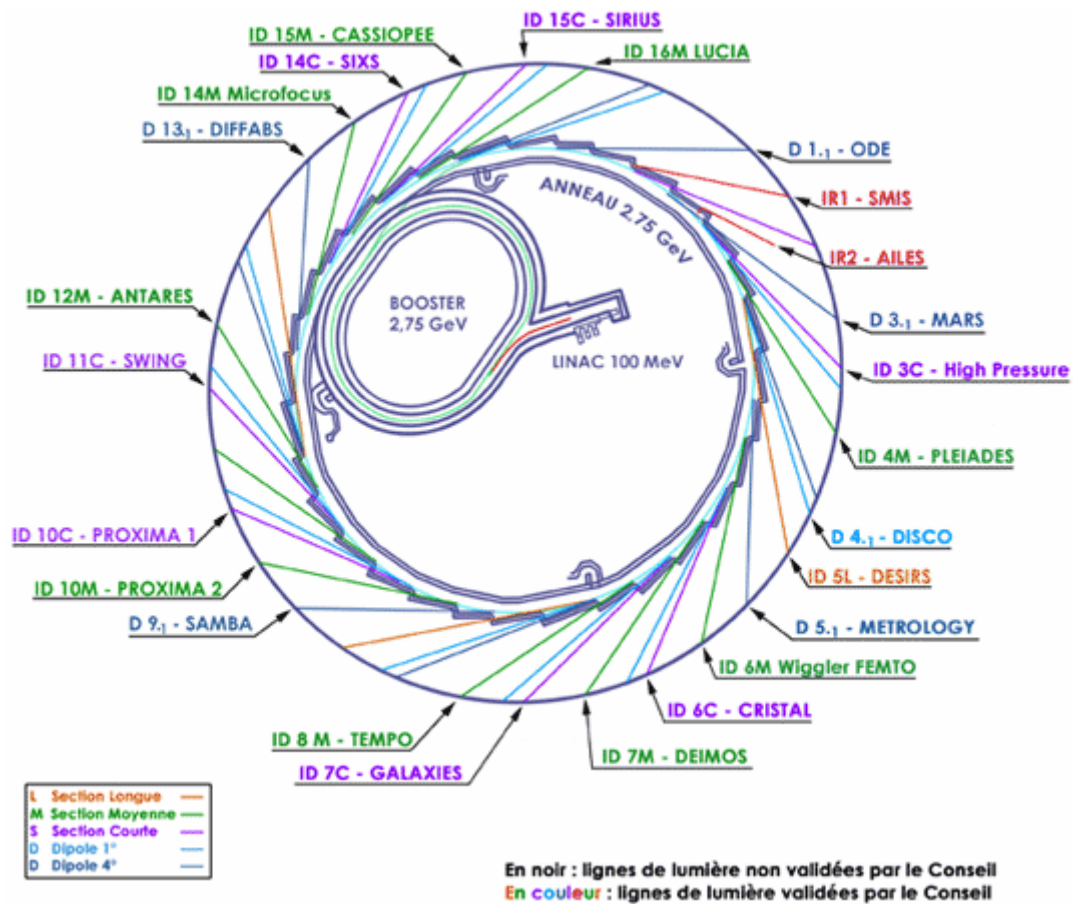 ID 15C - SIRIUS
ID 15M - CASSIOPEE
ID 16M LUCIA
ID 14C - SIXS
ID 14M Microfocus
D 13.1 - DIFFABS
D 1.1 - ODE
IR1 - SMIS
ANNEAU 2,75 GeV
IR2 - AILES
ID 12M - ANTARES
BOOSTER
2,75 GeV
D 3.1 - MARS
ID 11C - SWING
LINAC 100 MeV
ID 3C - High Pressure
ID 4M - PLEIADES
ID 10C - PROXIMA 1
D 4.1 - DISCO
ID 5L - DESIRS
ID 10M - PROXIMA 2
D 9.1 - SAMBA
D 5.1 - METROLOGY
ID 6M Wiggler FEMTO
ID 6C - CRISTAL
ID 8 M - TEMPO
ID 7M - DEIMOS
ID 7C - GALAXIES
L Section Longue
M Section Moyenne
S Section Courte
D Dipole 1°
D Dipole 4°
En noir : lignes de lumière non validées par le Conseil
En couleur : lignes de lumière validées par le Conseil